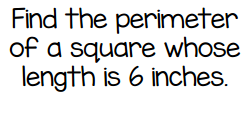 Find the perimeter
of a square whose
length is 6 inches.